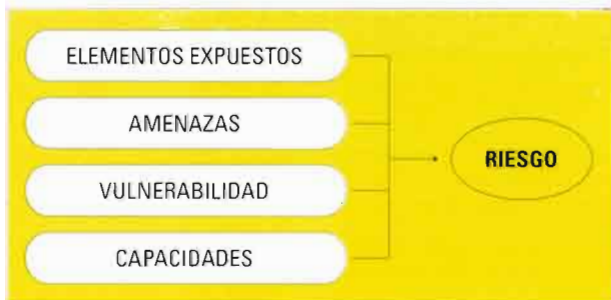 ELEMENTOS EXPUESTOS
AMENAZAS
VULNERABILIDAD
CAPACIDADES
RIESGO